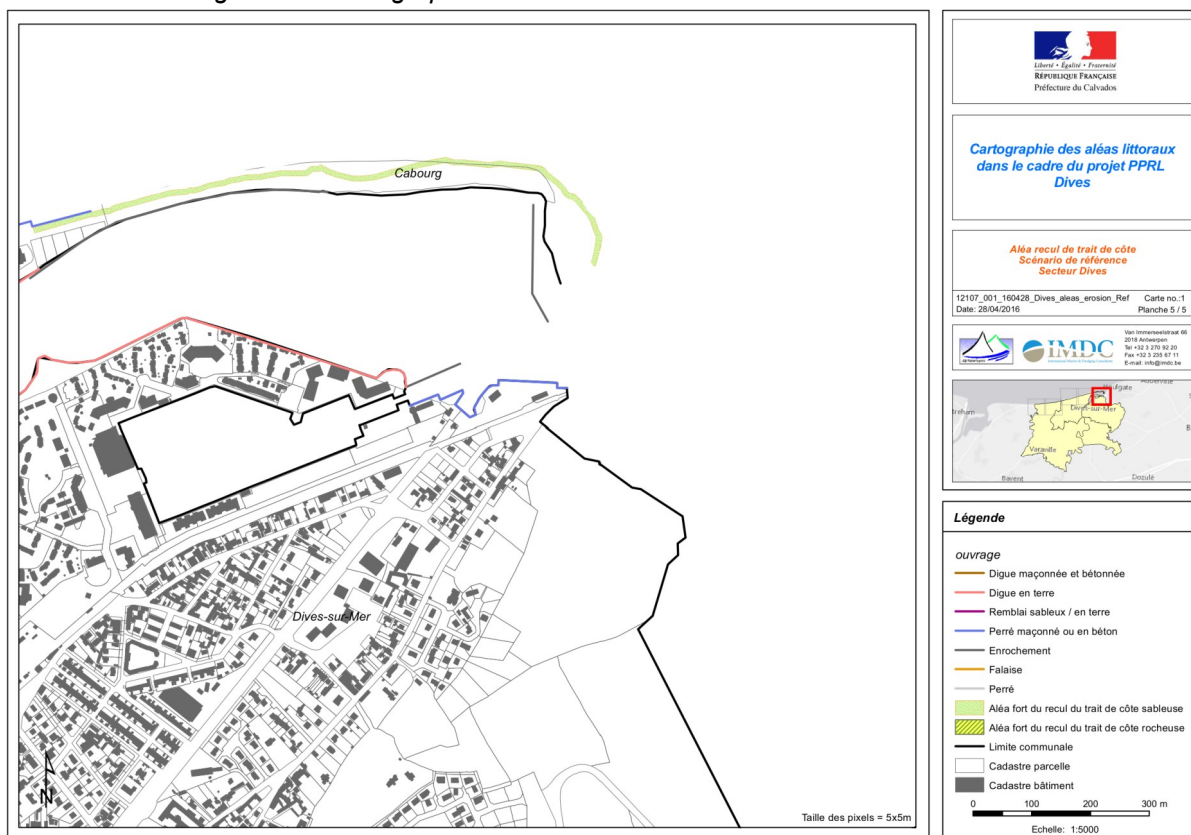 Cabourg
Dives-sur-Mer
N
Taille des pixels = 5x5m
Liberté • Égalité • Fraternité
RÉPUBLIQUE FRANÇAISE
Préfecture du Calvados
Cartographie des aléas littoraux
dans le cadre du projet PPRL
Dives
Aléa recul de trait de côte
Scénario de référence
Secteur Dives
12107_001_160428_Dives_aleas_erosion_Ref Carte no.:1
Date: 28/04/2016 Planche 5 / 5
IMDC
Van Immerseelstraat 66
2018 Antwerpen
Tel +32 3 270 92 20
Fax +32 3 235 67 11
E-mail: info@imdc.be
Dives-sur-Mer
Varaville
Bavent
Dozulé
Légende
ouvrage
Digue maçonnée et bétonnée
Digue en terre
Remblai sableux / en terre
Perré maçonné ou en béton
Enrochement
Falaise
Perré
Aléa fort du recul du trait de côte sableuse
Aléa fort du recul du trait de côte rocheuse
Limite communale
Cadastre parcelle
Cadastre bâtiment
0 100 200 300 m
Echelle: 1:5000